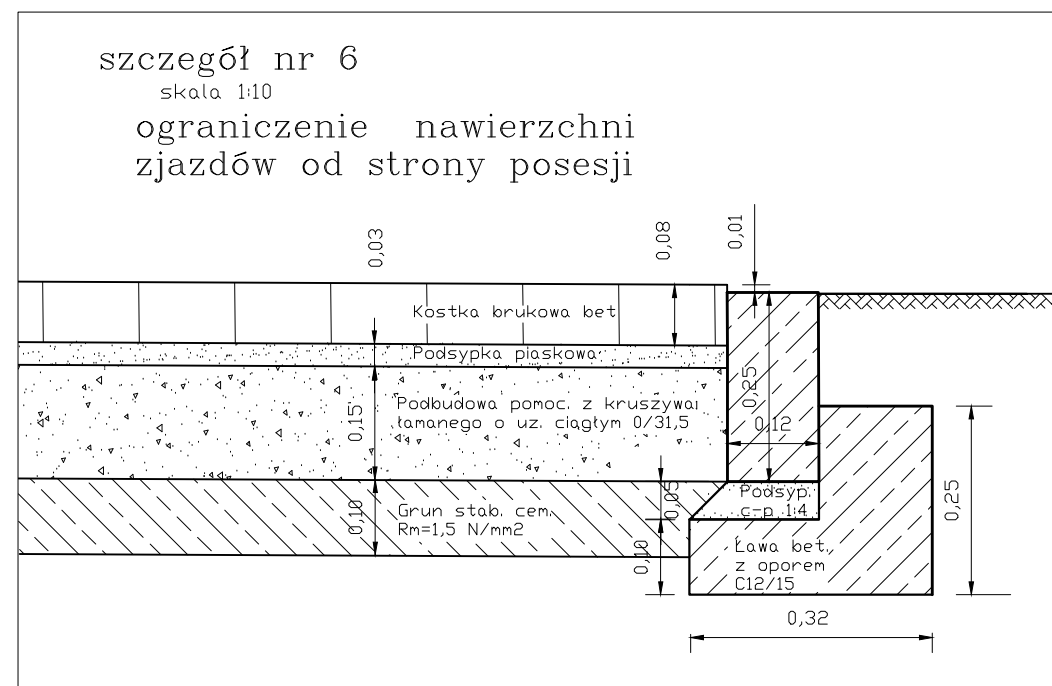 szczegół nr 6
skala 1:10
ograniczenie nawierzchni
zjazdów od strony posesji
0,03
0,08
0,01
Kostka brukowa bet
Podsypka piaskowa
0,25
0,15
Podbudowa pomoc. z kruszywa
łamanego o uz. ciągłym 0/31,5
0,12
0,05
Podsyp.
c-p 1:4
0,25
0,10
Grun stab. cem.
Rm=1,5 N/mm2
0,10
Ława bet.
z oporem
C12/15
0,32